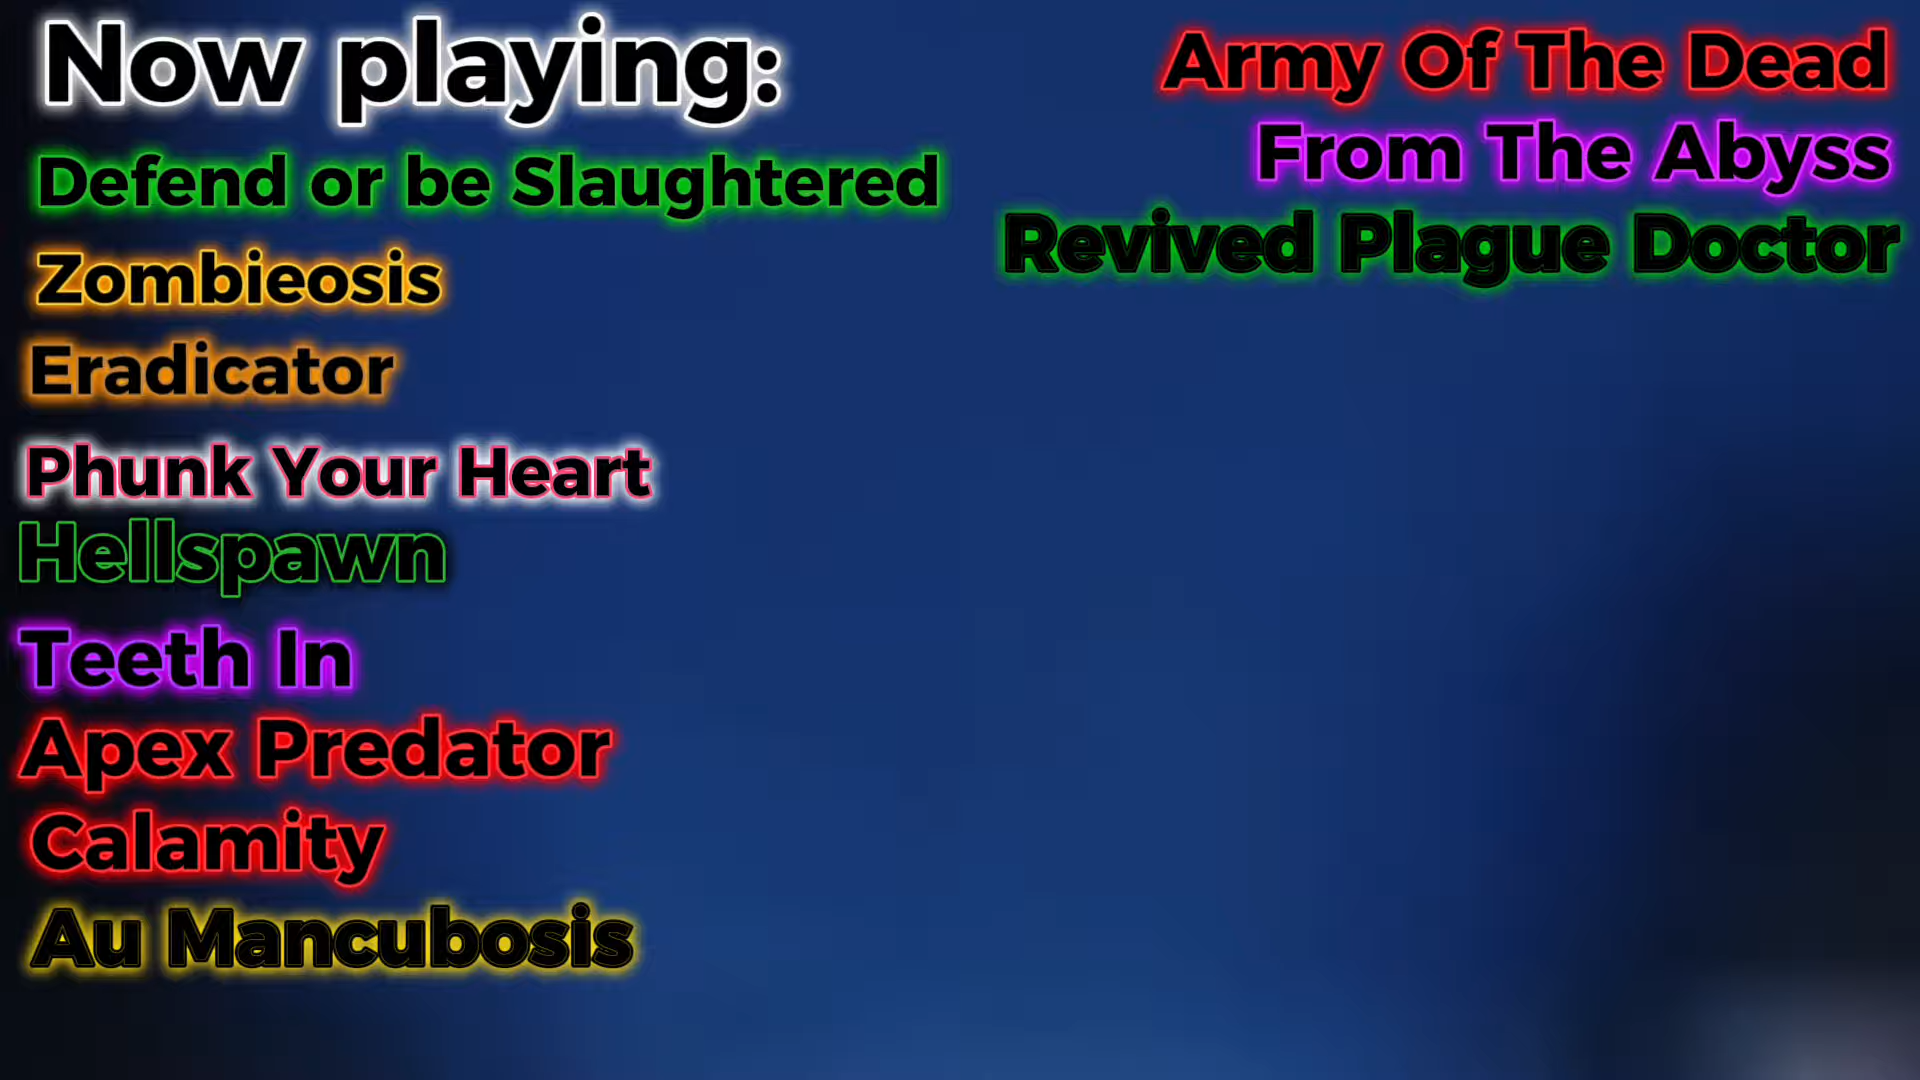 Now playing:
Defend or be Slaughtered
Zombieosis
Eradicator
Phunk Your Heart
Hellspawn
Teeth In
Apex Predator
Calamity
Au Mancubosis
Army Of The Dead
From The Abyss
Revived Plague Doctor